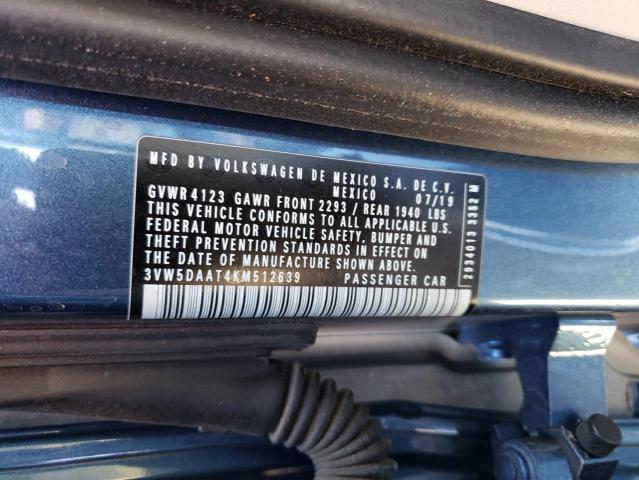 MFD BY VOLKSWAGEN DE MEXICO S.A. DE C.V.
MEXICO 07/19
GVWR 4123 GAWR FRONT 2293 / REAR 1940 LBS
THIS VEHICLE CONFORMS TO ALL APPLICABLE U.S.
FEDERAL MOTOR VEHICLE SAFETY, BUMPER AND
THEFT PREVENTION STANDARDS IN EFFECT ON
THE DATE OF MANUFACTURE SHOWN ABOVE.
3VW5DAAT4KM512639 PASSENGER CAR
2994013 3352 M